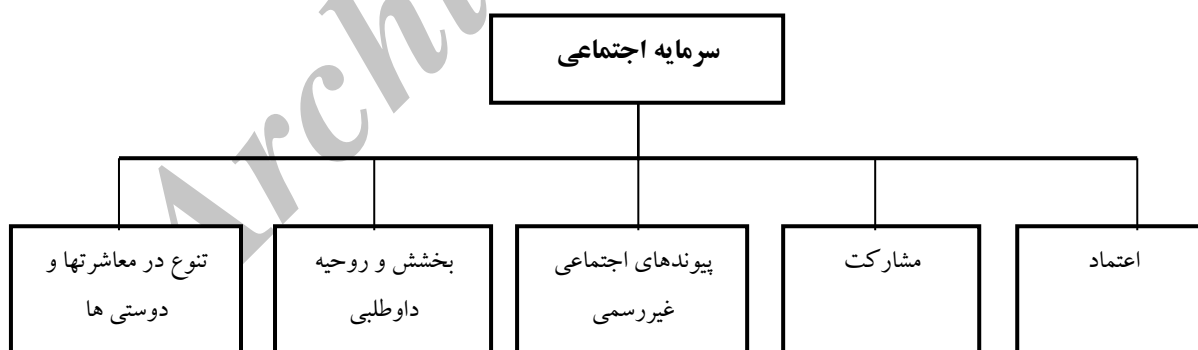 سرمایه اجتماعی
اعتماد
مشارکت
پیوندهای اجتماعی
غیررسمی
بخشش و روحیه
داوطلبی
تنوع در معاشرتها و
دوستی ها